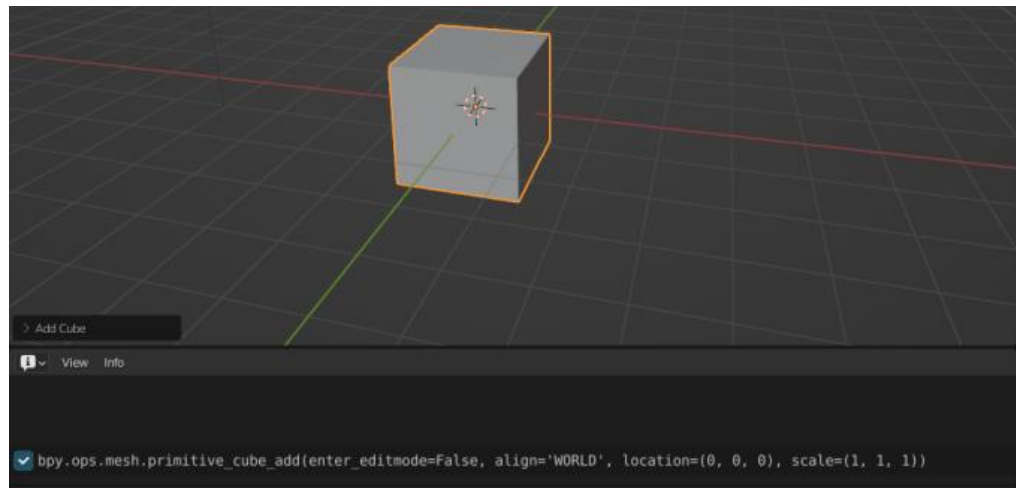 Add Cube
View Info
bpy.ops.mesh.primitive_cube_add(enter_editmode=False, align='WORLD', location=(0, 0, 0), scale=(1, 1, 1))